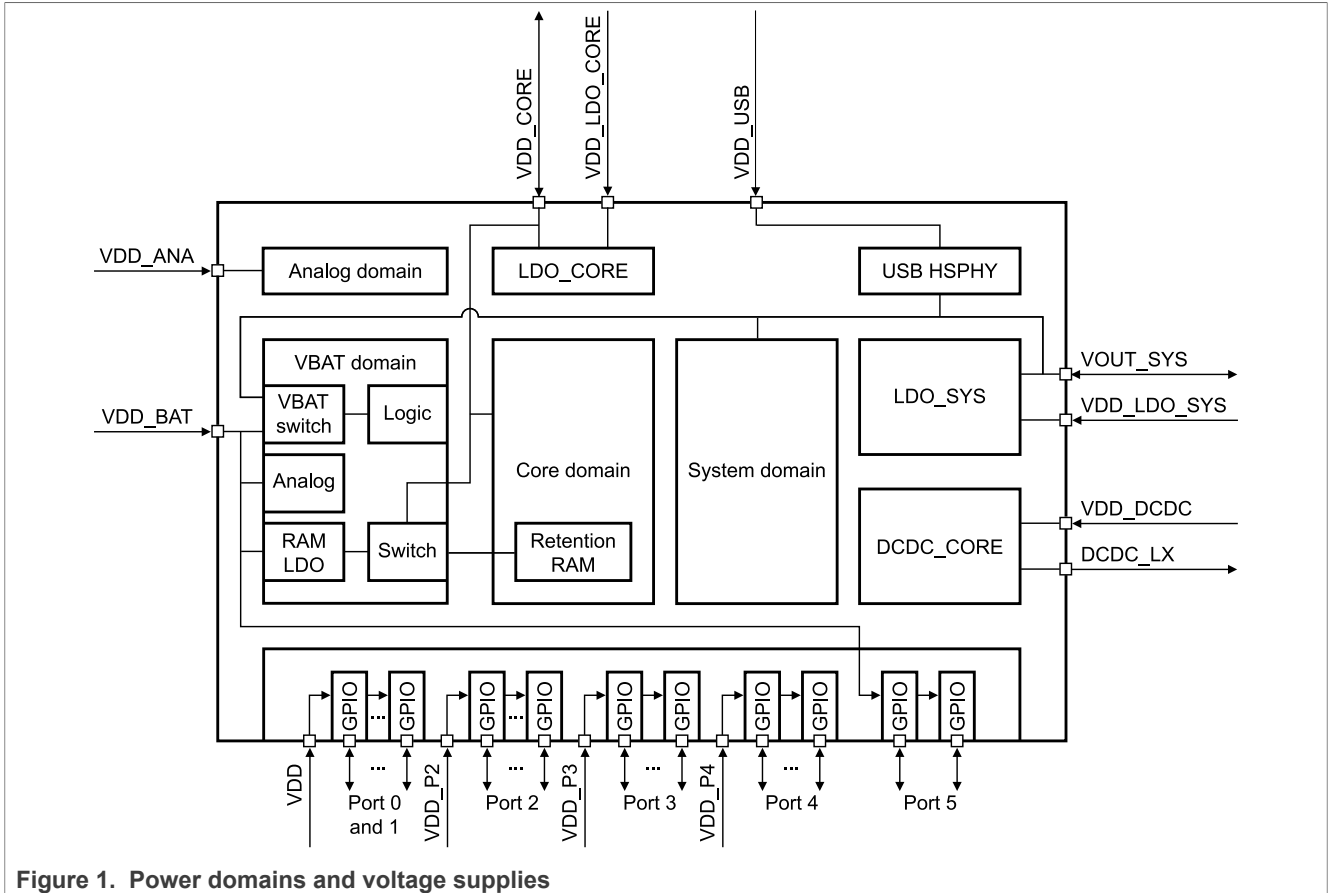 VDD_CORE
VDD_LDO_CORE
VDD_USB
VDD_ANA
Analog domain
LDO_CORE
USB HSPHY
VBAT domain
VBAT
switch
Logic
VDD_BAT
Analog
RAM
LDO
Switch
Core domain
Retention
RAM
System domain
LDO_SYS
VOUT_SYS
VDD_LDO_SYS
DCDC_CORE
VDD_DCDC
DCDC_LX
GPIO
...
GPIO
GPIO
...
GPIO
GPIO
GPIO
GPIO
GPIO
GPIO
GPIO
VDD
...
Port 0
and 1
VDD_P2
...
Port 2
VDD_P3
...
Port 3
VDD_P4
...
Port 4
Port 5
Figure 1. Power domains and voltage supplies